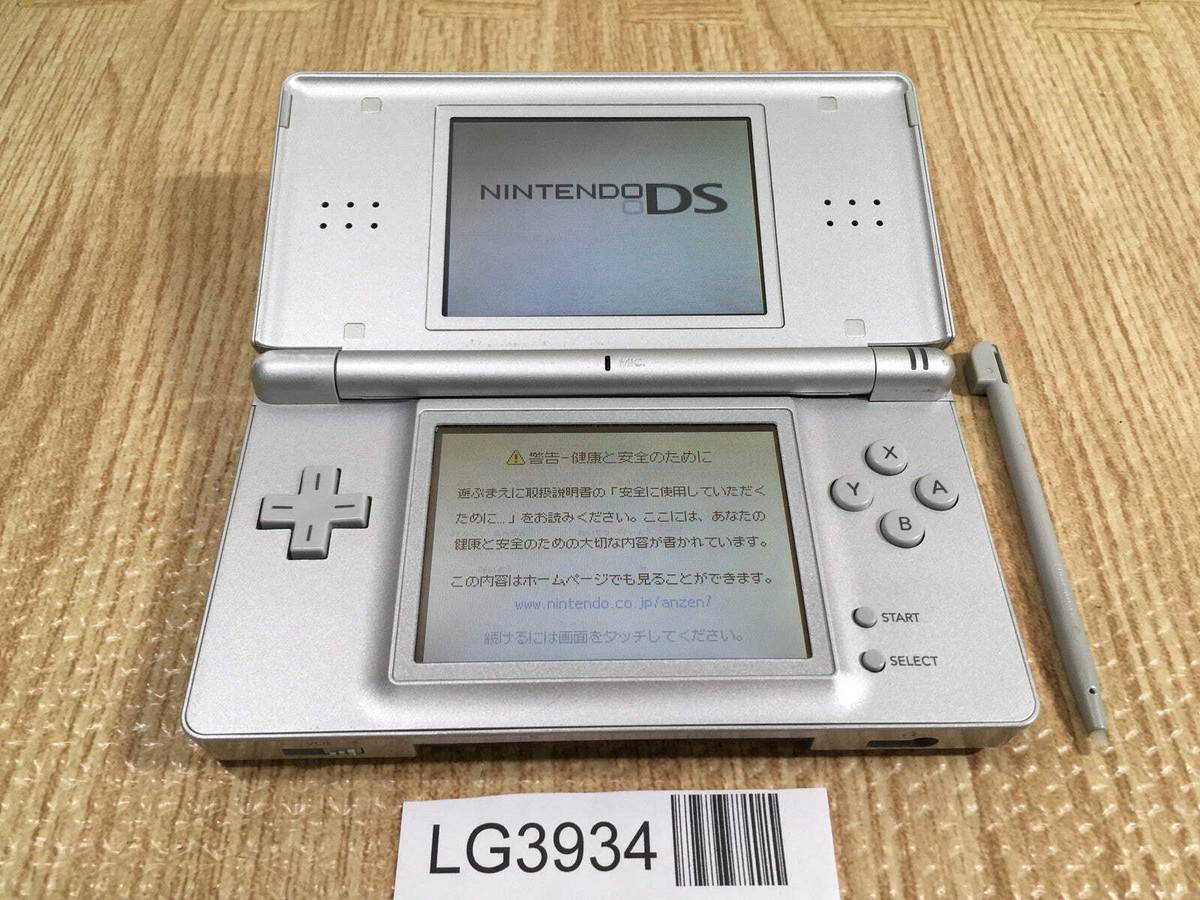 NINTENDO DS
MIC.
⚠警告-健康と安全のために
遊ぶまえに取扱説明書の「安全に使用していただく
ために…」をお読みください。ここには、あなたの
健康と安全のための大切な内容が書かれています。
この内容はホームページでも見ることができます。
www.nintendo.co.jp/anzen/
続けるには画面をタッチしてください。
X
Y
A
B
START
SELECT
LG3934